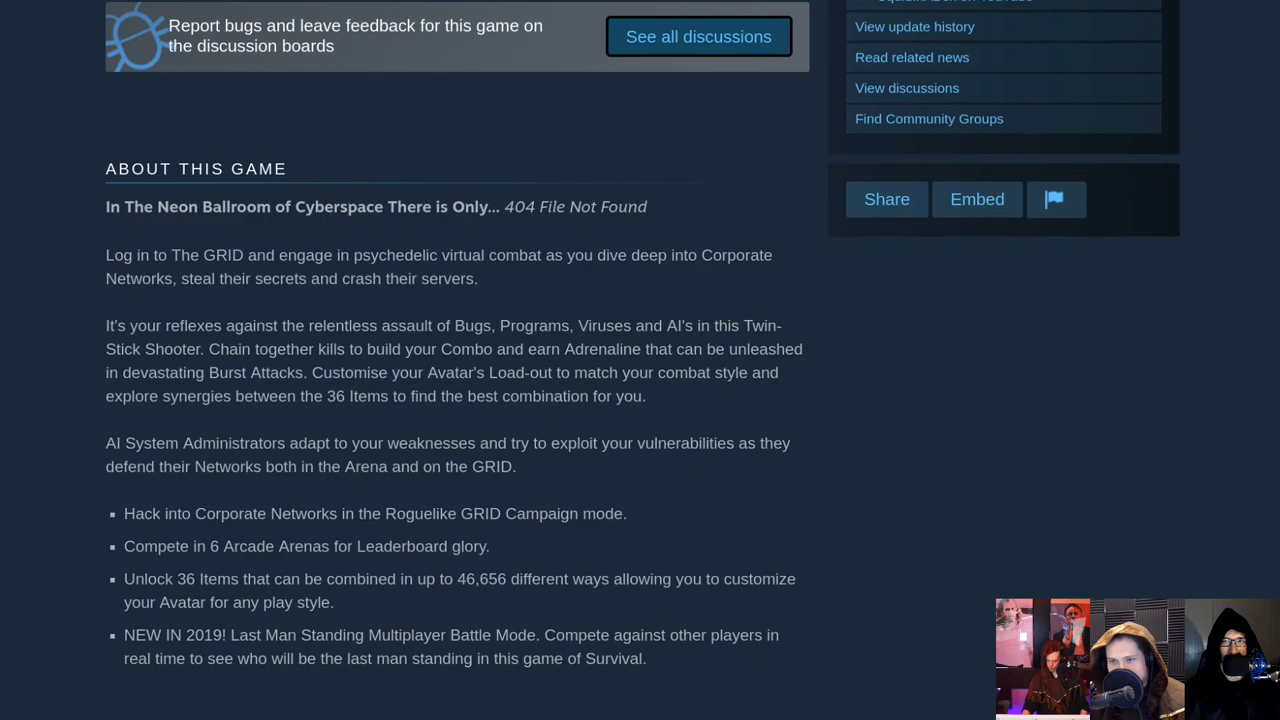 Report bugs and leave feedback for this game on
the discussion boards
See all discussions
View update history
Read related news
View discussions
Find Community Groups
Share
Embed
ABOUT THIS GAME
In The Neon Ballroom of Cyberspace There is Only... 404 File Not Found
Log in to The GRID and engage in psychedelic virtual combat as you dive deep into Corporate
Networks, steal their secrets and crash their servers.
It's your reflexes against the relentless assault of Bugs, Programs, Viruses and AI's in this Twin-
Stick Shooter. Chain together kills to build your Combo and earn Adrenaline that can be unleashed
in devastating Burst Attacks. Customise your Avatar's Load-out to match your combat style and
explore synergies between the 36 Items to find the best combination for you.
AI System Administrators adapt to your weaknesses and try to exploit your vulnerabilities as they
defend their Networks both in the Arena and on the GRID.
Hack into Corporate Networks in the Roguelike GRID Campaign mode.
Compete in 6 Arcade Arenas for Leaderboard glory.
Unlock 36 Items that can be combined in up to 46,656 different ways allowing you to customize
your Avatar for any play style.
NEW IN 2019! Last Man Standing Multiplayer Battle Mode. Compete against other players in
real time to see who will be the last man standing in this game of Survival.